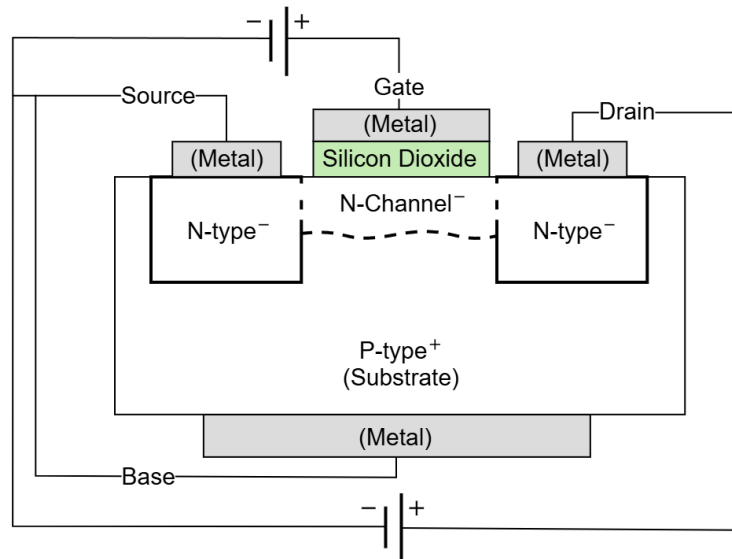 − +
Gate
Source
Drain
(Metal)
(Metal)
Silicon Dioxide
(Metal)
N-Channel⁻
N-type⁻
N-type⁻
P-type⁺
(Substrate)
(Metal)
Base
− +